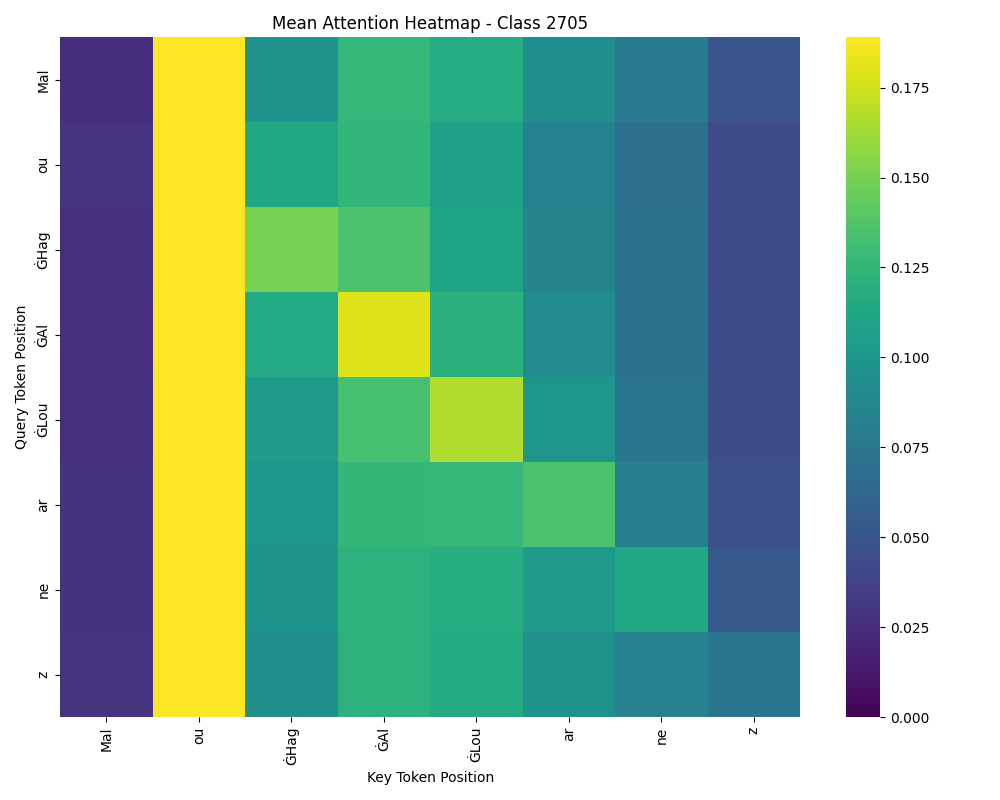 Mean Attention Heatmap - Class 2705
Query Token Position
Mal
ou
ĠHag
ĠAl
ĠLou
ar
ne
z
Mal
ou
ĠHag
ĠAl
ĠLou
ar
ne
z
Key Token Position
0.175
0.150
0.125
0.100
0.075
0.050
0.025
0.000